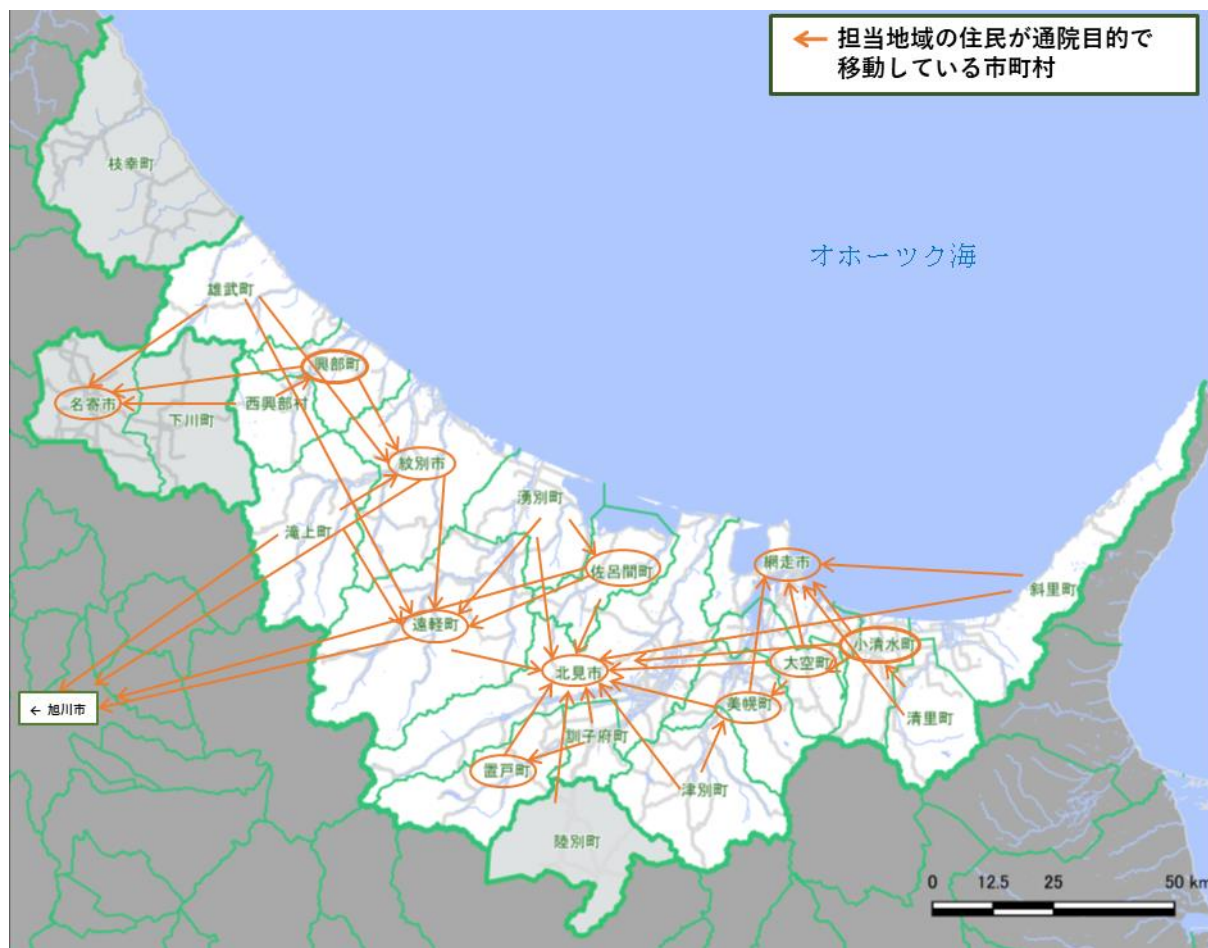 ← 担当地域の住民が通院目的で
移動している市町村
枝幸町
オホーツク海
雄武町
興部町
名寄市
下川町
西興部村
紋別市
湧別町
滝上町
佐呂間町
網走市
斜里町
遠軽町
小清水町
大空町
北見市
← 旭川市
美幌町
清里町
訓子府町
置戸町
津別町
陸別町
0 12.5 25 50 km